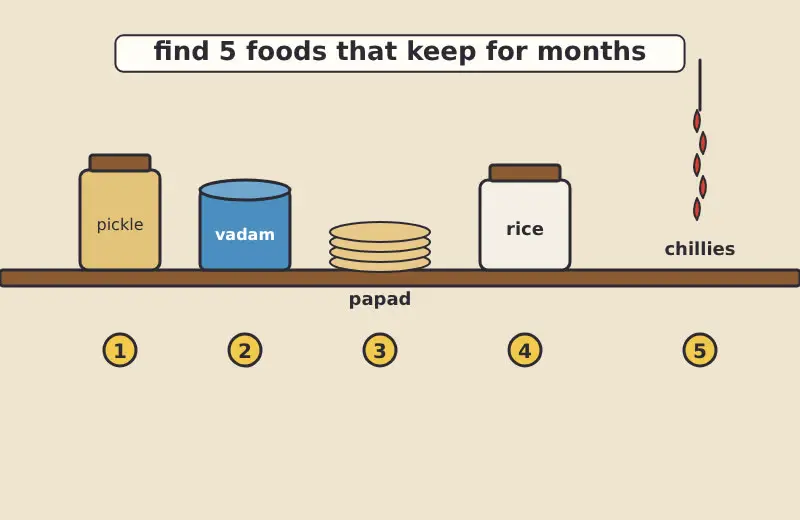 find 5 foods that keep for months
pickle
vadam
rice
chillies
papad
1
2
3
4
5